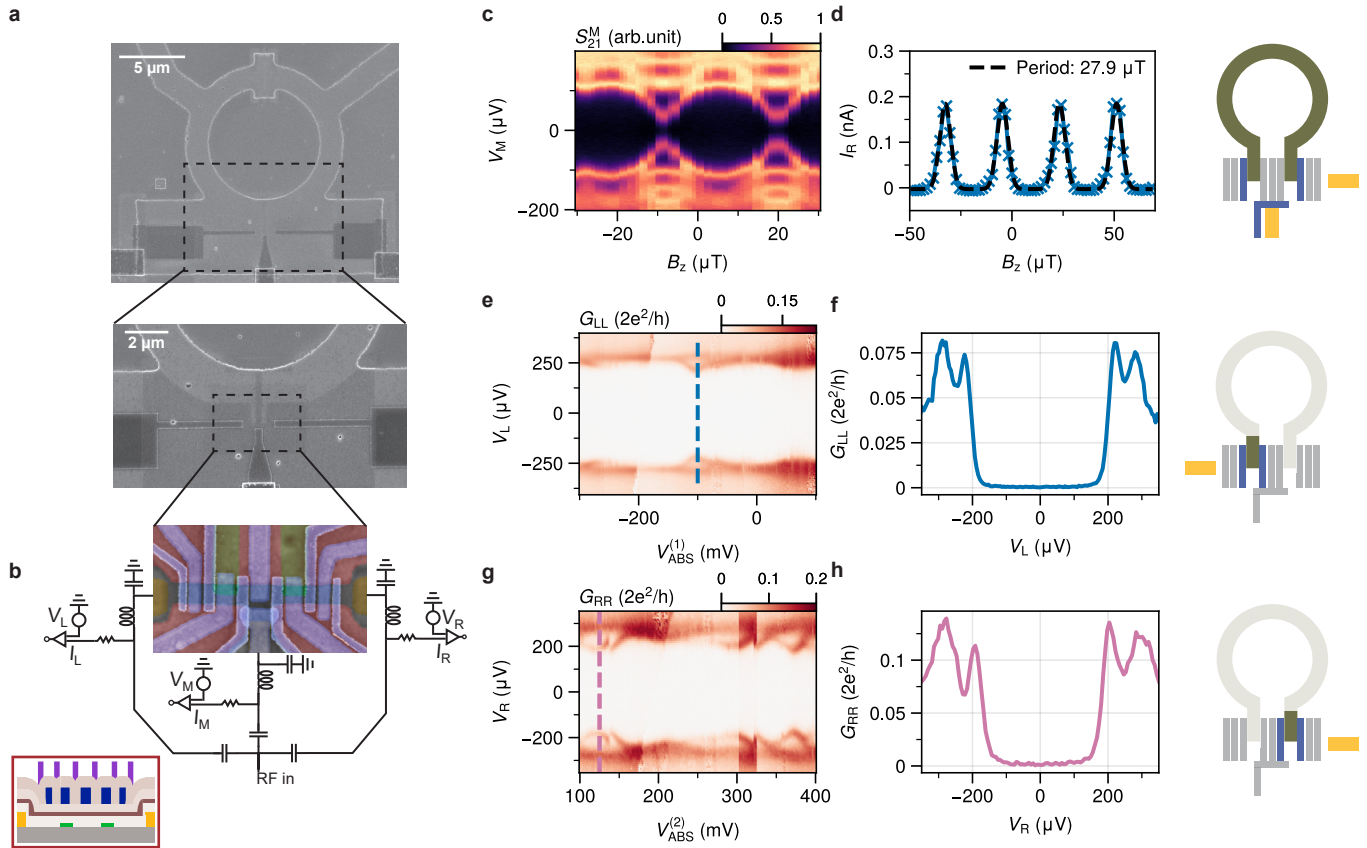 a
5 μm
2 μm
b
V_L
I_L
V_M
I_M
V_R
I_R
RF in
c
S_21^M (arb.unit)
0 0.5 1
V_M (μV)
200
0
−200
−20 0 20
B_z (μT)
d
I_R (nA)
0.3
0.2
0.1
0
Period: 27.9 μT
−50 0 50
B_z (μT)
e
G_LL (2e²/h)
0 0.15
V_L (μV)
250
0
−250
−200 0
V_ABS^(1) (mV)
f
G_LL (2e²/h)
0.075
0.05
0.025
0
−200 0 200
V_L (μV)
g
G_RR (2e²/h)
0 0.1 0.2
V_R (μV)
200
0
−200
100 200 300 400
V_ABS^(2) (mV)
h
G_RR (2e²/h)
0.1
0.05
0
−200 0 200
V_R (μV)